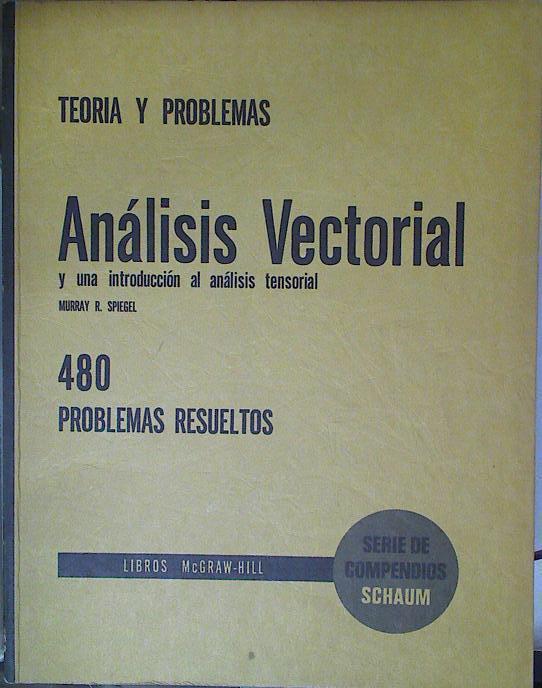 TEORIA Y PROBLEMAS
Análisis Vectorial
y una introducción al análisis tensorial
MURRAY R. SPIEGEL
480
PROBLEMAS RESUELTOS
LIBROS McGRAW-HILL
SERIE DE
COMPENDIOS
SCHAUM